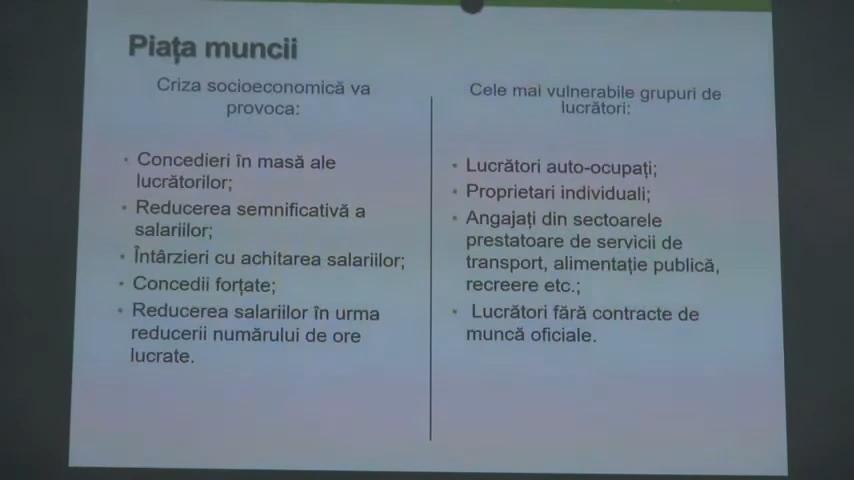 Piața muncii
Criza socioeconomică va
provoca:
• Concedieri în masă ale
lucrătorilor;
• Reducerea semnificativă a
salariilor;
• Întârzieri cu achitarea salariilor;
• Concedii forțate;
• Reducerea salariilor în urma
reducerii numărului de ore
lucrate.
Cele mai vulnerabile grupuri de
lucrători:
• Lucrători auto-ocupați;
• Proprietari individuali;
• Angajați din sectoarele
prestatoare de servicii de
transport, alimentație publică,
recreere etc.;
• Lucrători fără contracte de
muncă oficiale.